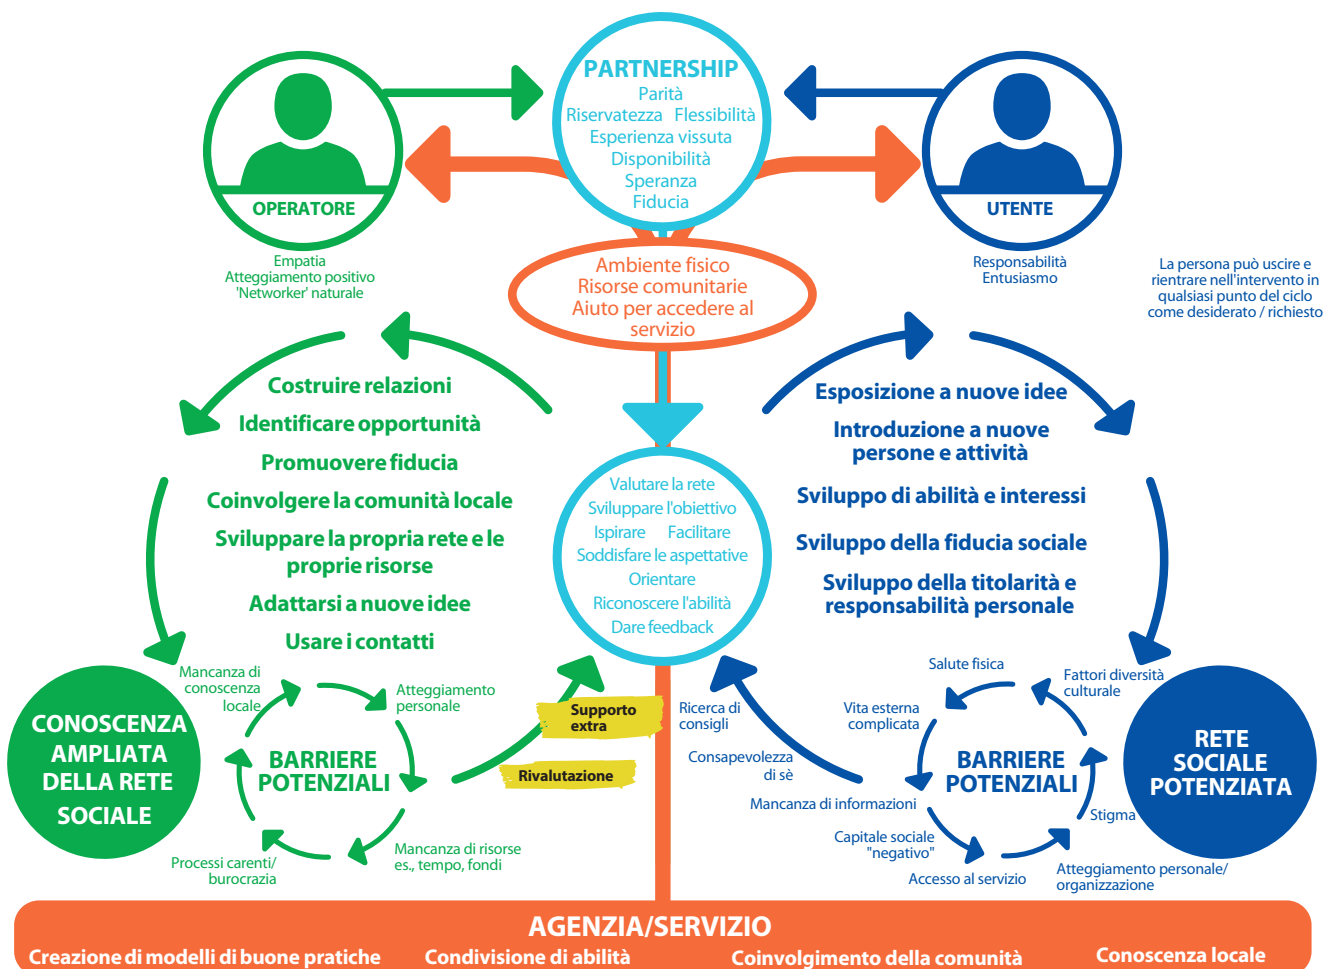 PARTNERSHIP
Parità
Riservatezza Flessibilità
Esperienza vissuta
Disponibilità
Speranza
Fiducia
OPERATORE
Empatia
Atteggiamento positivo
'Networker' naturale
UTENTE
Responsabilità
Entusiasmo
La persona può uscire e
rientrare nell'intervento in
qualsiasi punto del ciclo
come desiderato / richiesto
Ambiente fisico
Risorse comunitarie
Aiuto per accedere al
servizio
Costruire relazioni
Identificare opportunità
Promuovere fiducia
Coinvolgere la comunità locale
Sviluppare la propria rete e le
proprie risorse
Adattarsi a nuove idee
Usare i contatti
Valutare la rete
Sviluppare l'obiettivo
Ispirare Facilitare
Soddisfare le aspettative
Orientare
Riconoscere l'abilità
Dare feedback
Esposizione a nuove idee
Introduzione a nuove
persone e attività
Sviluppo di abilità e interessi
Sviluppo della fiducia sociale
Sviluppo della titolarità e
responsabilità personale
CONOSCENZA
AMPLIATA
DELLA RETE
SOCIALE
Mancanza di
conoscenza
locale
Atteggiamento
personale
BARRIERE
POTENZIALI
Mancanza di risorse
es., tempo, fondi
Processi carenti/
burocrazia
Supporto
extra
Rivalutazione
Ricerca di
consigli
Consapevolezza
di sè
Mancanza di informazioni
Salute fisica
Fattori diversità
culturale
Vita esterna
complicata
BARRIERE
POTENZIALI
Stigma
Capitale sociale
"negativo"
Accesso al servizio
Atteggiamento personale/
organizzazione
RETE
SOCIALE
POTENZIATA
AGENZIA/SERVIZIO
Creazione di modelli di buone pratiche
Condivisione di abilità
Coinvolgimento della comunità
Conoscenza locale